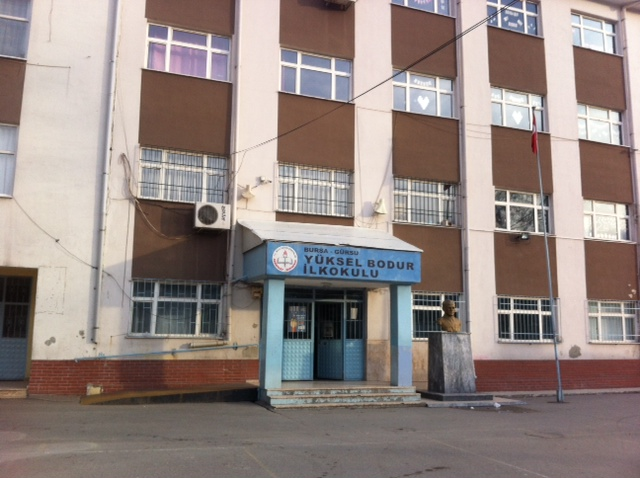 BURSA - GÜRSU
YÜKSEL BODUR
İLKOKULU